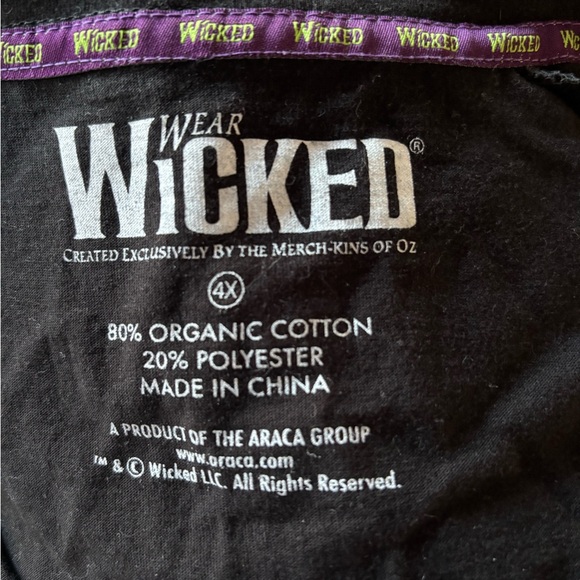 WICKED WICKED WICKED WICKED WICKED WICKED
WEAR
WICKED®
CREATED EXCLUSIVELY BY THE MERCH-KINS OF OZ
4X
80% ORGANIC COTTON
20% POLYESTER
MADE IN CHINA
A PRODUCT OF THE ARACA GROUP
www.araca.com
™ & © Wicked LLC. All Rights Reserved.